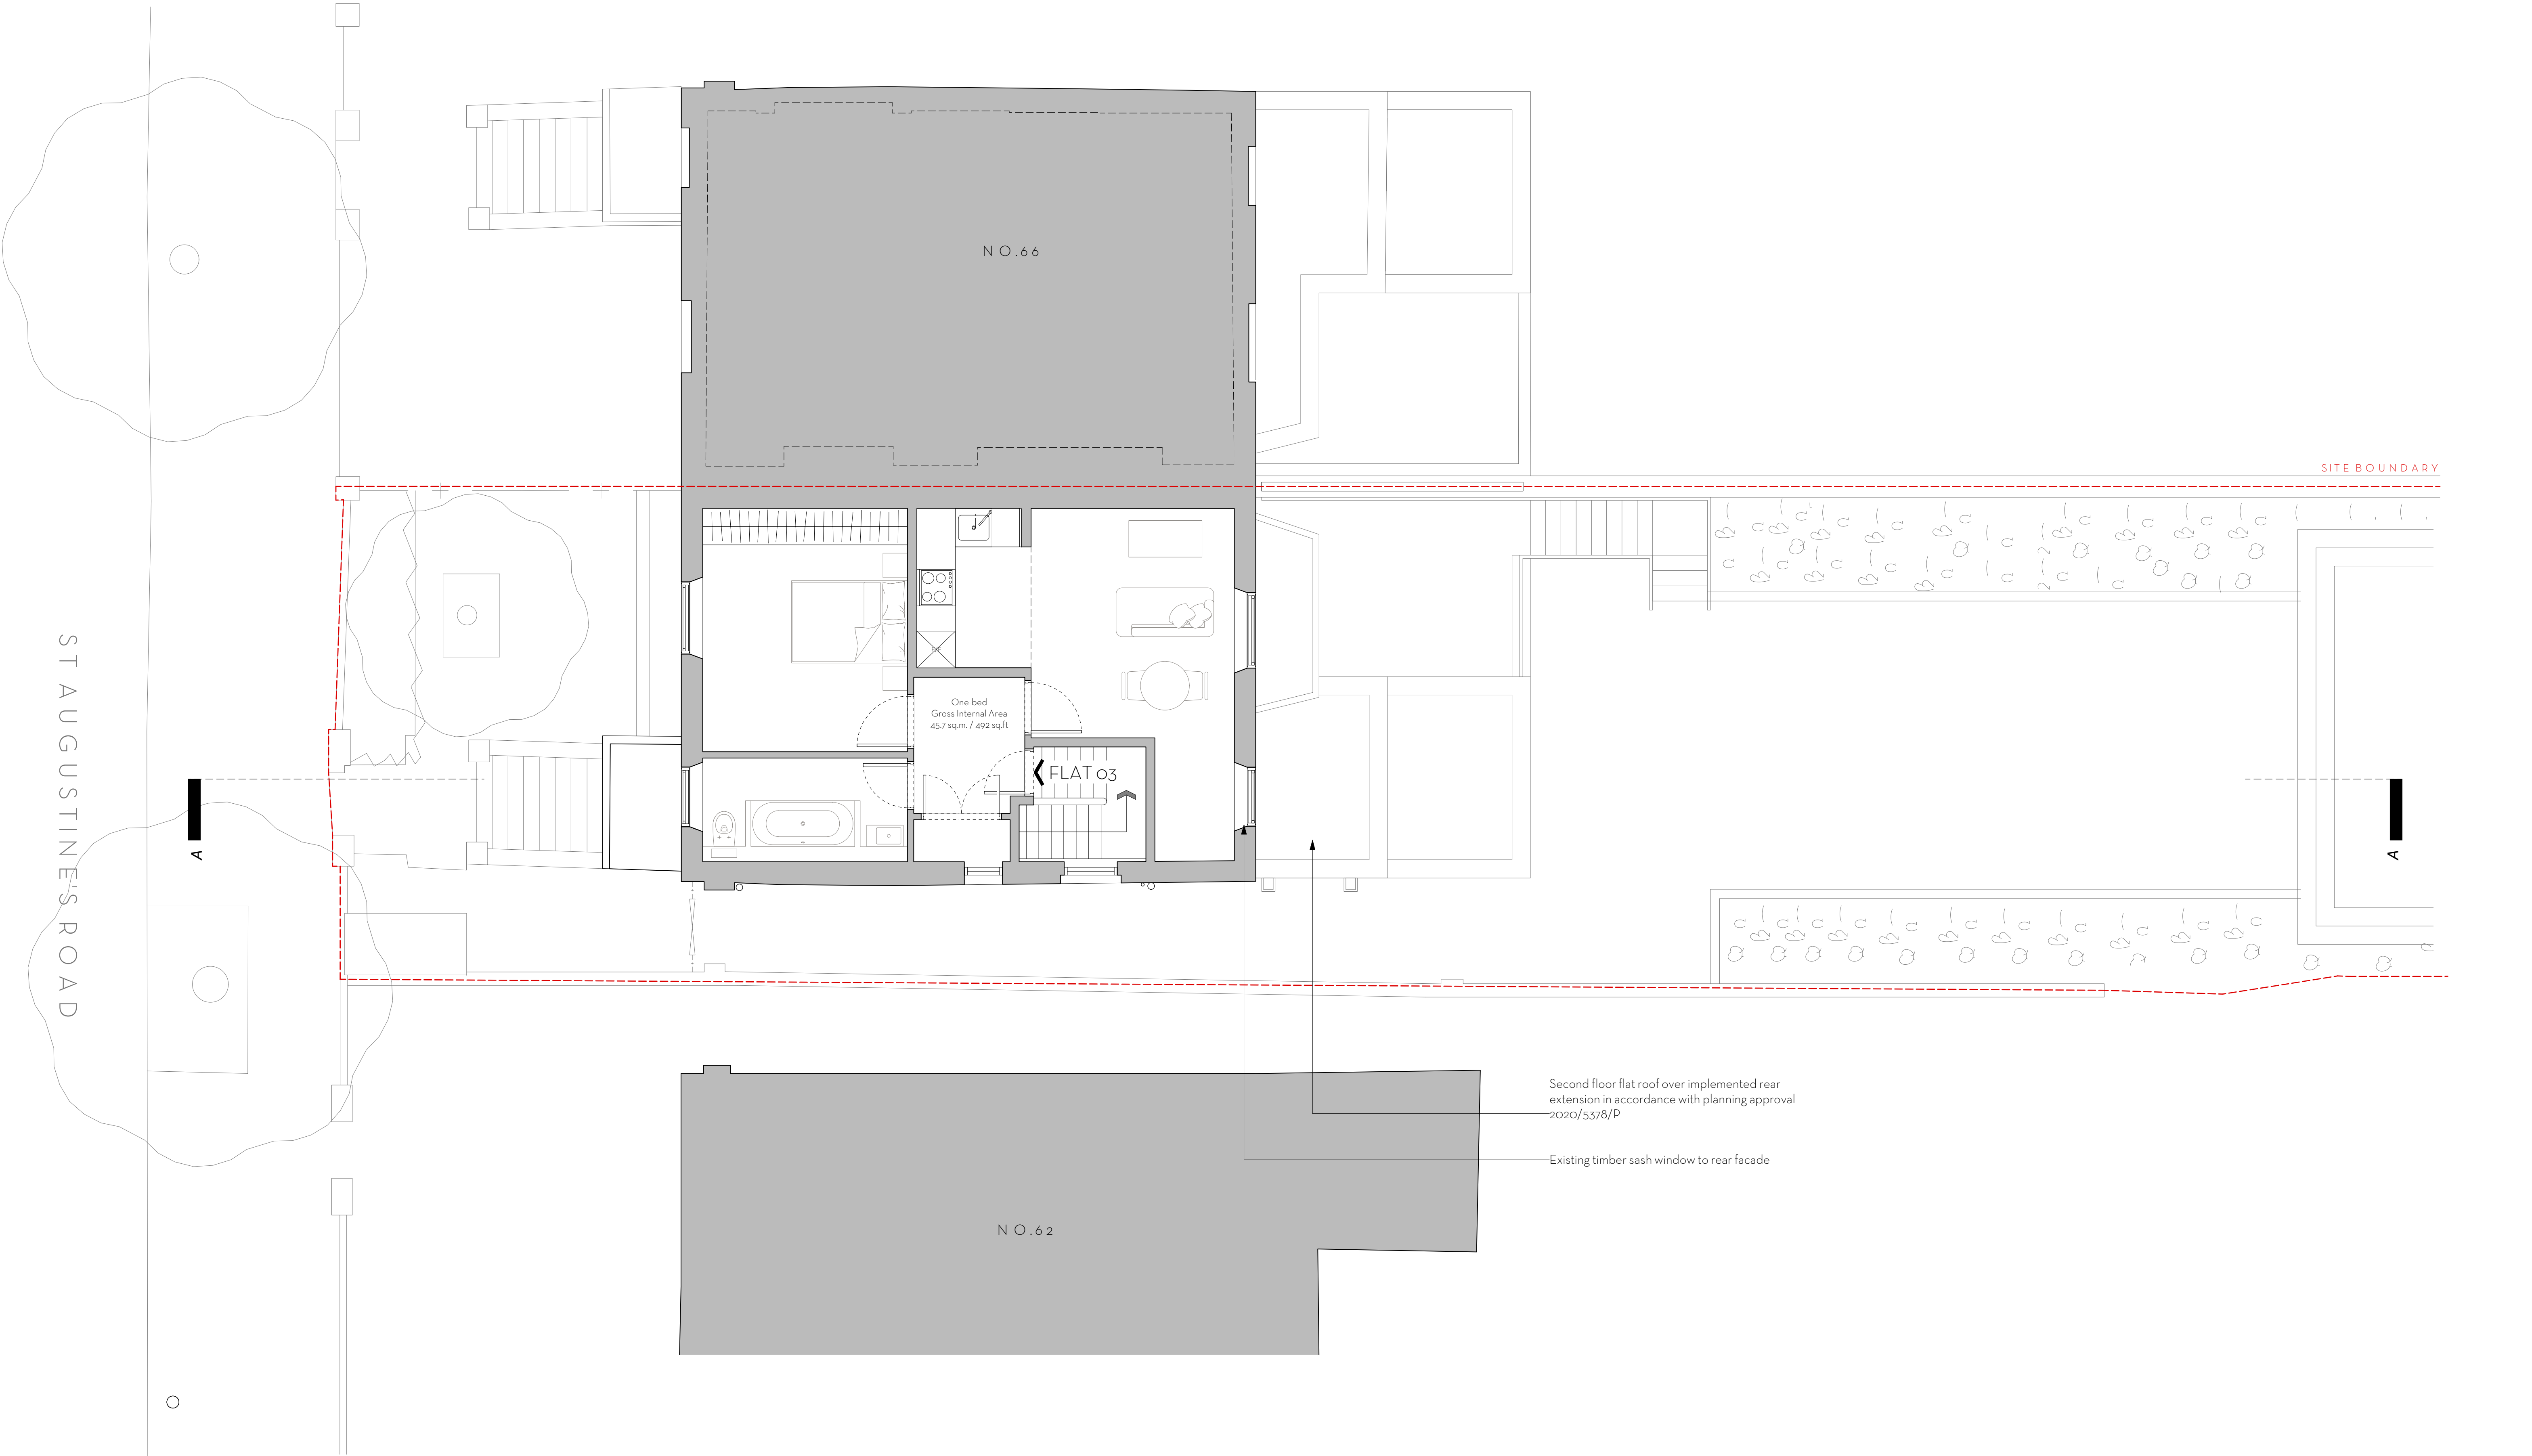 NO.66
SITE BOUNDARY
ST AUGUSTINE'S ROAD
One-bed
Gross Internal Area
45.7 sq.m. / 492 sq.ft
FLAT 03
A
A
Second floor flat roof over implemented rear
extension in accordance with planning approval
2020/5378/P
Existing timber sash window to rear facade
NO.62